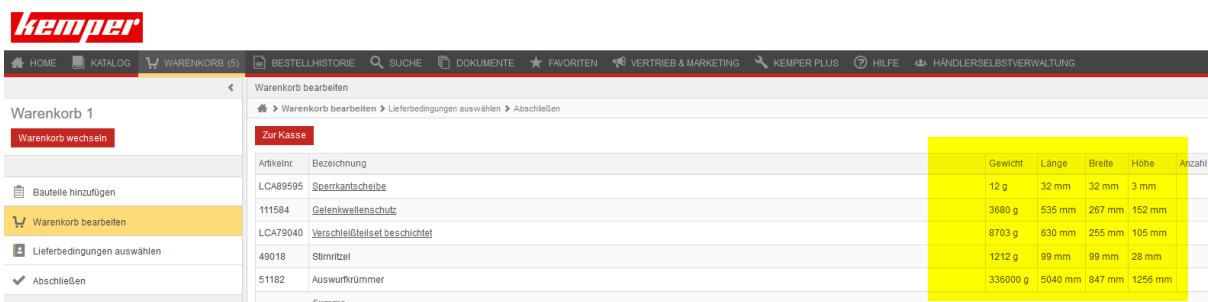 kemper
HOME KATALOG WARENKORB (5) BESTELLHISTORIE SUCHE DOKUMENTE FAVORITEN VERTRIEB & MARKETING KEMPER PLUS HILFE HÄNDLERSELBSTVERWALTUNG
Warenkorb bearbeiten
Warenkorb bearbeiten Lieferbedingungen auswählen Abschließen
Warenkorb 1
Warenkorb wechseln
Bauteile hinzufügen
Warenkorb bearbeiten
Lieferbedingungen auswählen
Abschließen
Zur Kasse
Artikelnr. Bezeichnung Gewicht Länge Breite Höhe Anzahl
LCA89595 Sperrkantscheibe 12 g 32 mm 32 mm 3 mm
111584 Gelenkwellenschutz 3680 g 535 mm 267 mm 152 mm
LCA79040 Verschleißteilset beschichtet 8703 g 630 mm 255 mm 105 mm
49018 Stirnritzel 1212 g 99 mm 99 mm 28 mm
51182 Auswurfkrümmer 336000 g 5040 mm 847 mm 1256 mm